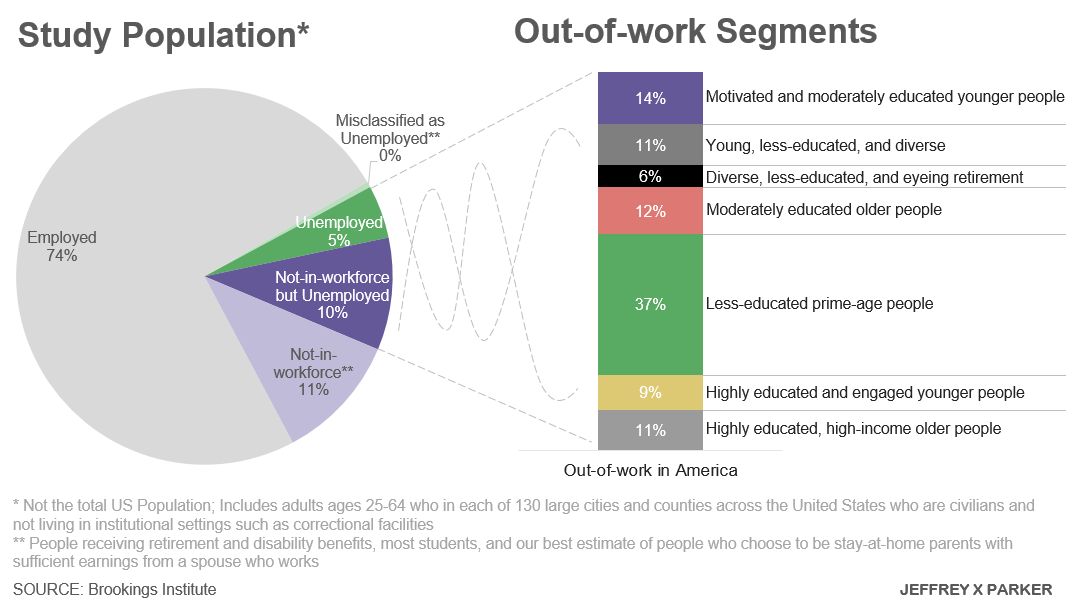 Study Population*
Out-of-work Segments
Misclassified as
Unemployed**
0%
Employed
74%
Unemployed
5%
Not-in-workforce
but Unemployed
10%
Not-in-
workforce**
11%
14% Motivated and moderately educated younger people
11% Young, less-educated, and diverse
6% Diverse, less-educated, and eyeing retirement
12% Moderately educated older people
37% Less-educated prime-age people
9% Highly educated and engaged younger people
11% Highly educated, high-income older people
Out-of-work in America
* Not the total US Population; Includes adults ages 25-64 who in each of 130 large cities and counties across the United States who are civilians and
not living in institutional settings such as correctional facilities
** People receiving retirement and disability benefits, most students, and our best estimate of people who choose to be stay-at-home parents with
sufficient earnings from a spouse who works
SOURCE: Brookings Institute
JEFFREY X PARKER